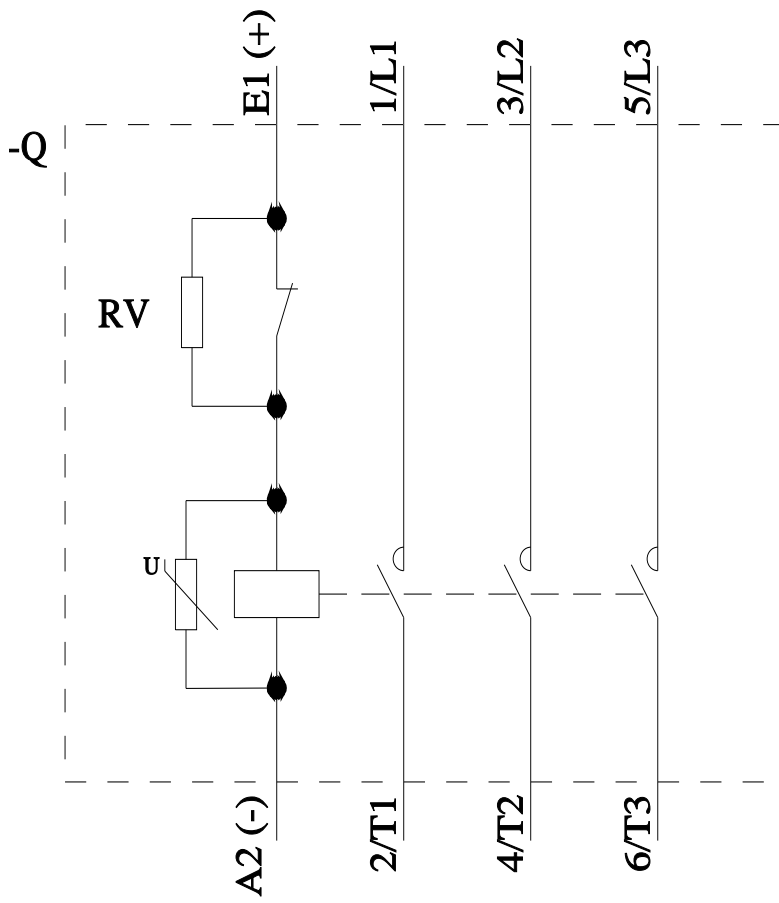 E1 (+)
1/L1
3/L2
5/L3
-Q
RV
U
A2 (-)
2/T1
4/T2
6/T3